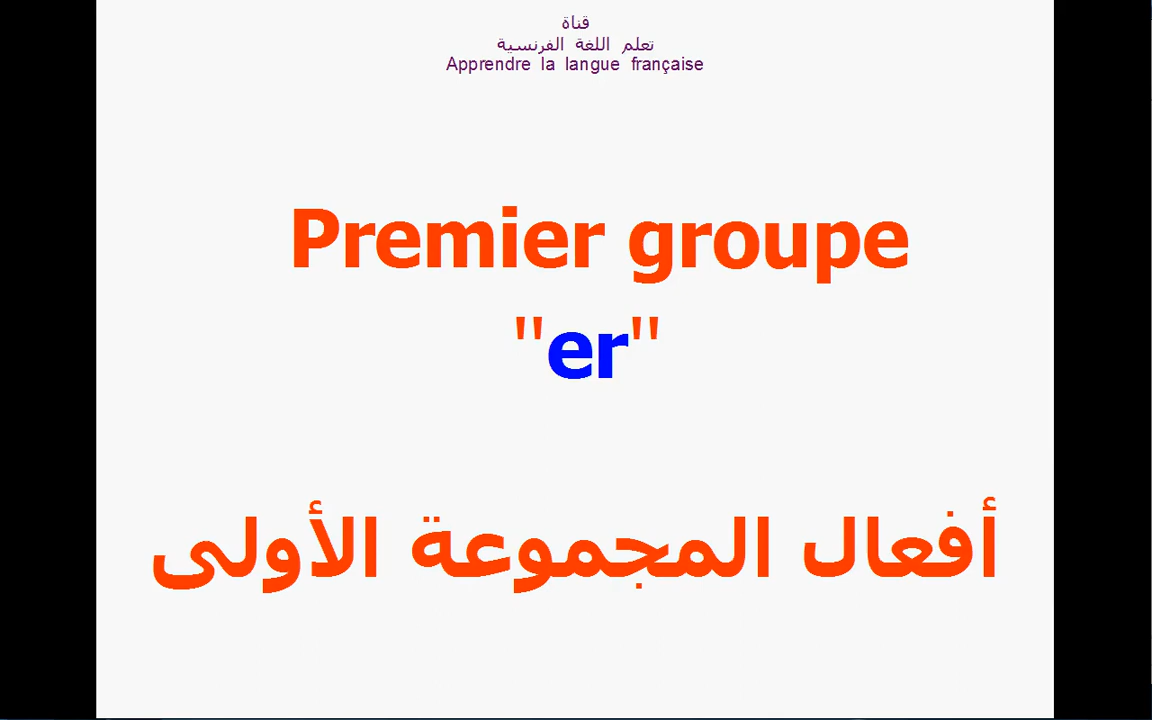 قناة
تعلم اللغة الفرنسية
Apprendre la langue française
Premier groupe
"er"
أفعال المجموعة الأولى